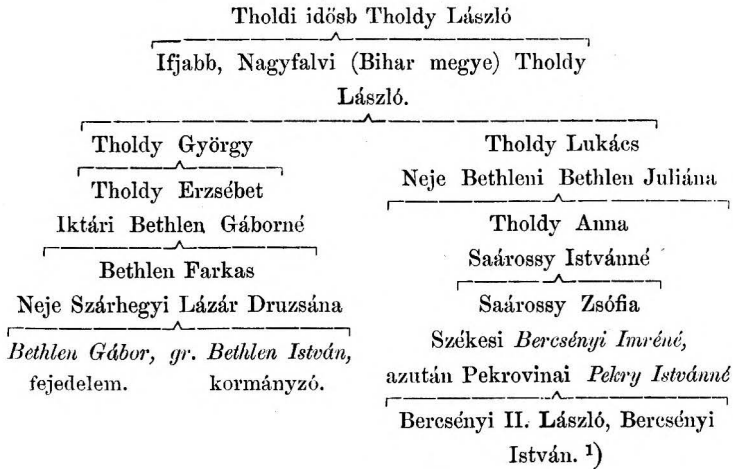 Tholdi idősb Tholdy László
Ifjabb, Nagyfalvi (Bihar megye) Tholdy
László.
Tholdy György
Tholdy Erzsébet
Iktári Bethlen Gáborné
Bethlen Farkas
Neje Szárhegyi Lázár Druzsána
Bethlen Gábor, gr. Bethlen István,
fejedelem. kormányzó.
Tholdy Lukács
Neje Bethleni Bethlen Juliána
Tholdy Anna
Saárossy Istvánné
Saárossy Zsófia
Székesi Bercsényi Imréné,
azután Pekrovinai Pekry Istvánné
Bercsényi II. László, Bercsényi
István. ¹)